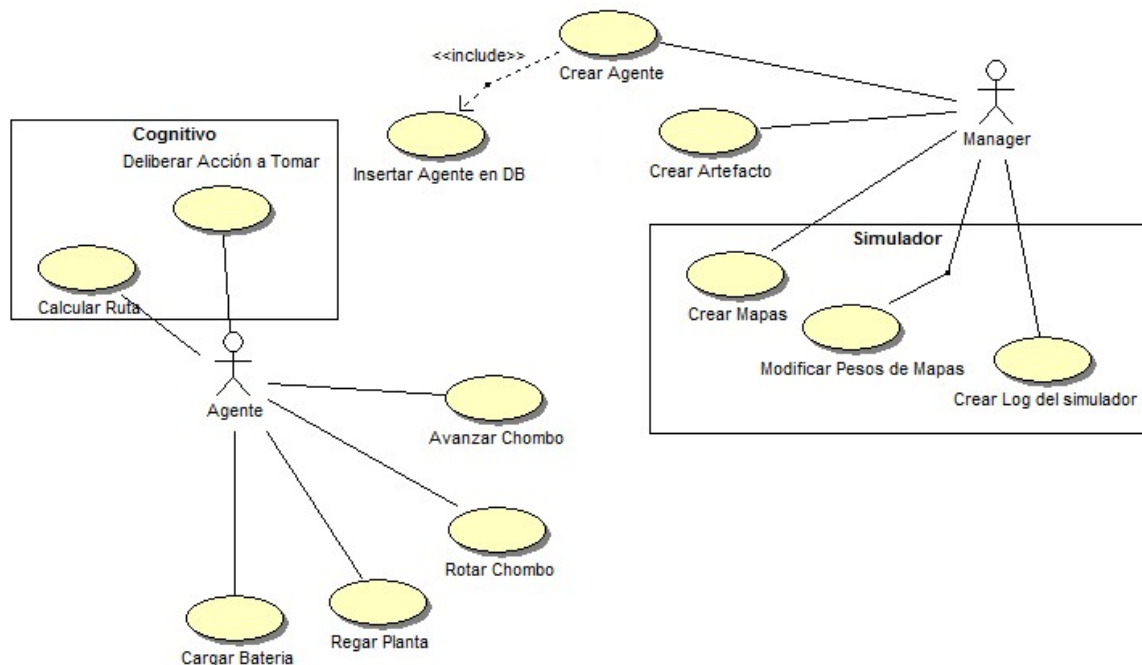 <<include>>
Crear Agente
Manager
Cognitivo
Deliberar Acción a Tomar
Insertar Agente en DB
Crear Artefacto
Simulador
Calcular Ruta
Crear Mapas
Modificar Pesos de Mapas
Crear Log del simulador
Agente
Avanzar Chombo
Rotar Chombo
Regar Planta
Cargar Bateria